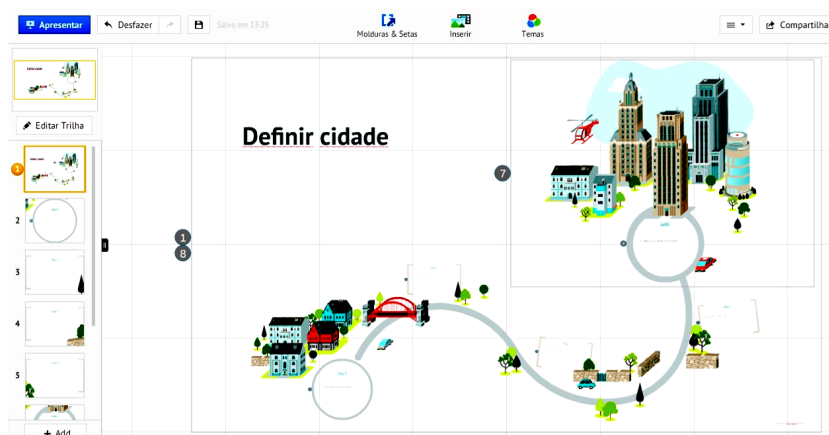 Apresentar
Desfazer
Salvo em 13:25
Molduras & Setas
Inserir
Temas
Compartilha
Editar Trilha
Definir cidade
1
2
3
4
5
7
1
8
+ Add